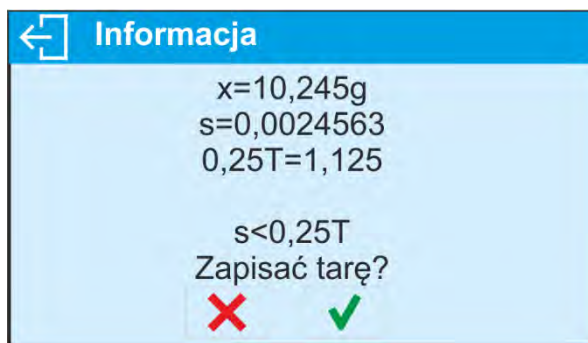 Informacja
x=10,245g
s=0,0024563
0,25T=1,125
s<0,25T
Zapisać tarę?